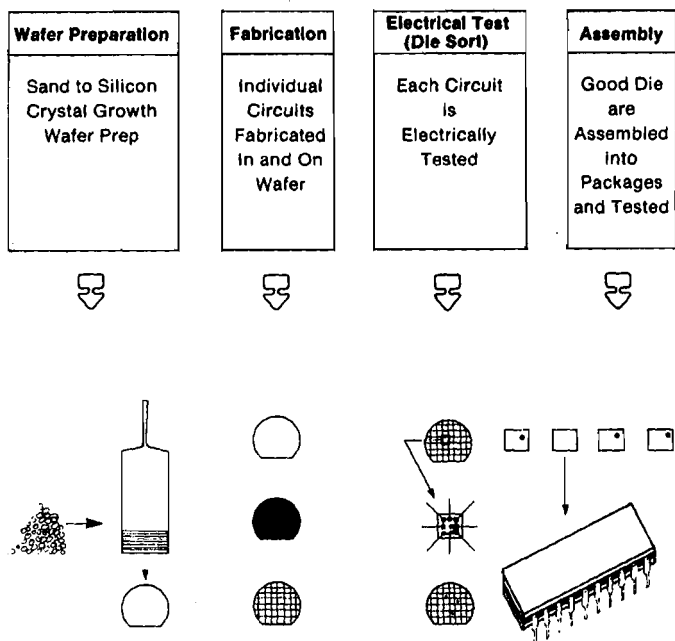 Wafer Preparation
Sand to Silicon
Crystal Growth
Wafer Prep
Fabrication
Individual
Circuits
Fabricated
In and On
Wafer
Electrical Test
(Die Sort)
Each Circuit
is
Electrically
Tested
Assembly
Good Die
are
Assembled
into
Packages
and Tested